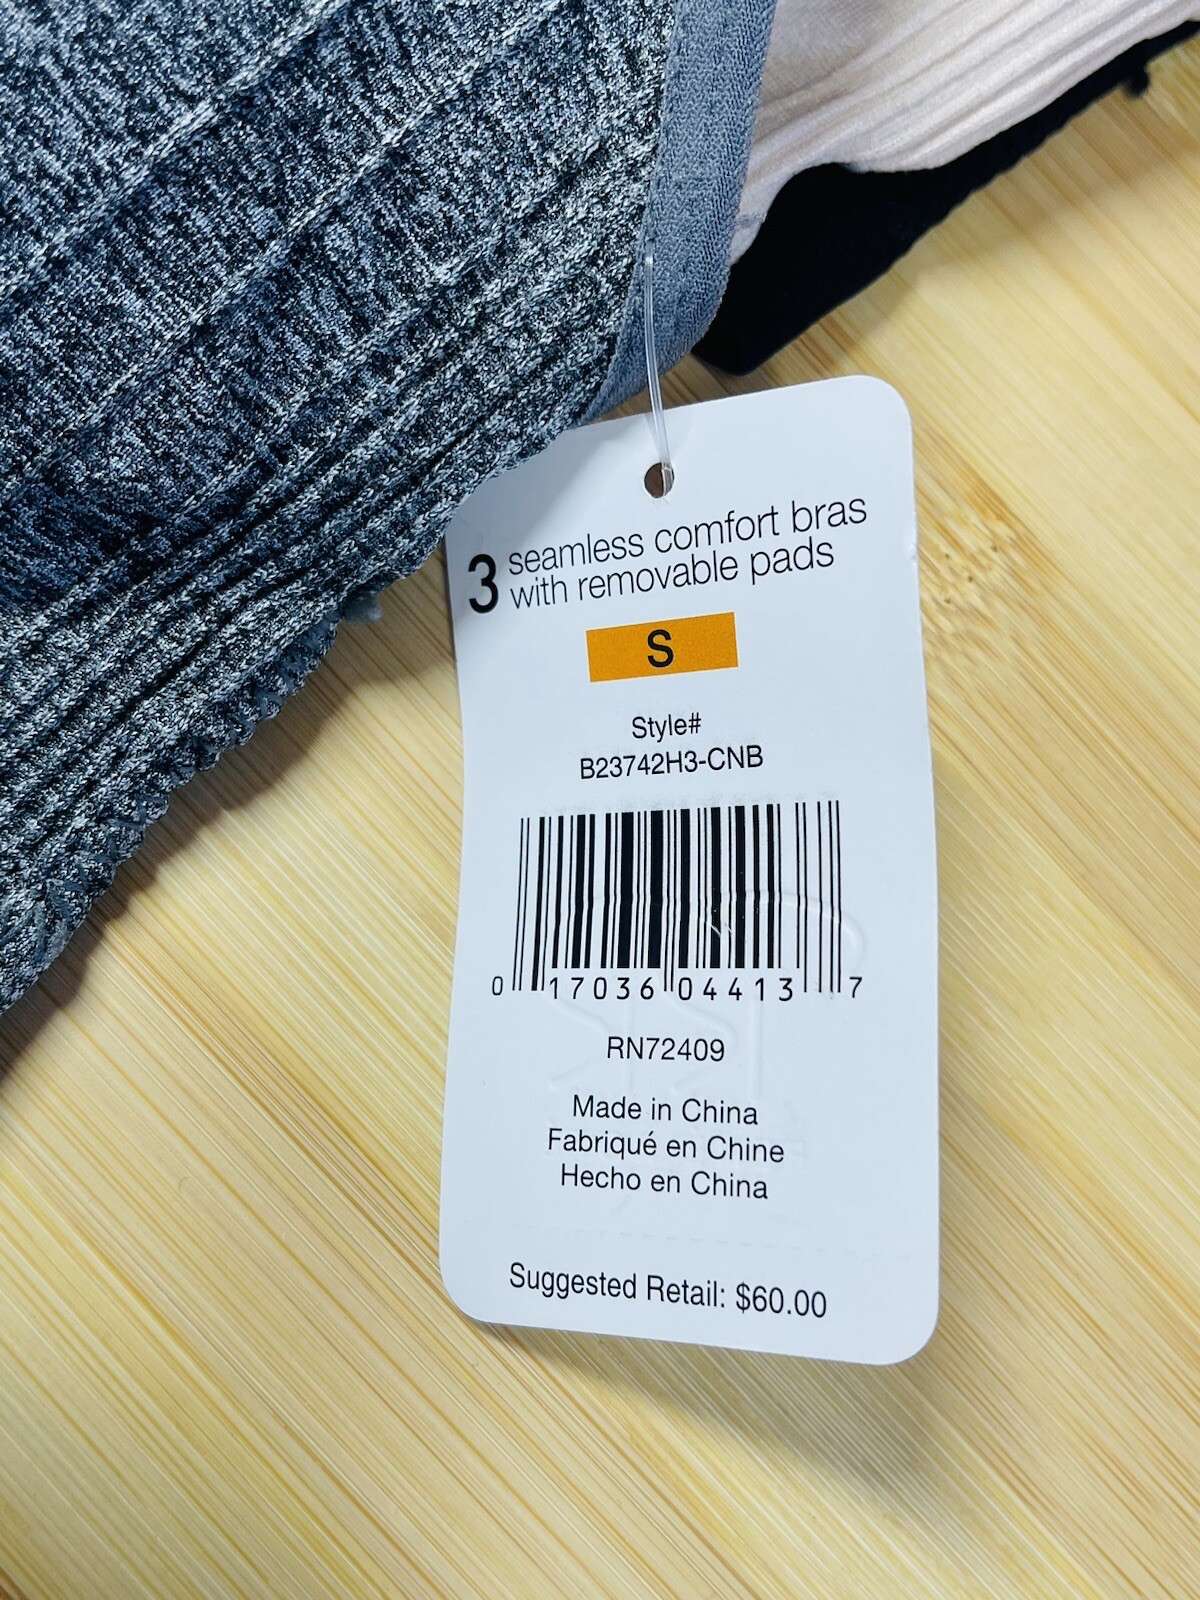 3 seamless comfort bras
with removable pads
S
Style#
B23742H3-CNB
0 17036 04413 7
RN72409
Made in China
Fabriqué en Chine
Hecho en China
Suggested Retail: $60.00